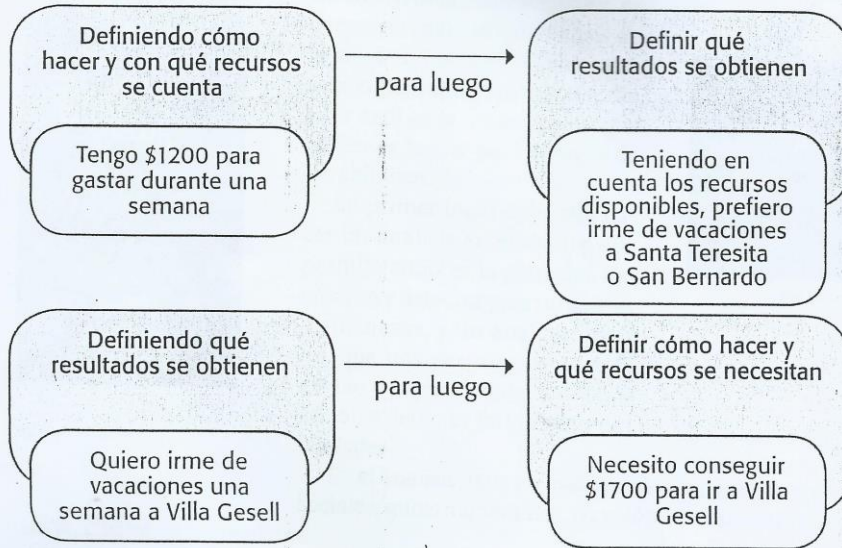 Definiendo cómo
hacer y con qué recursos
se cuenta
Tengo $1200 para
gastar durante una
semana
para luego
Definir qué
resultados se obtienen
Teniendo en
cuenta los recursos
disponibles, prefiero
irme de vacaciones
a Santa Teresita
o San Bernardo
Definiendo qué
resultados se obtienen
Quiero irme de
vacaciones una
semana a Villa Gesell
para luego
Definir cómo hacer y
qué recursos se necesitan
Necesito conseguir
$1700 para ir a Villa
Gesell